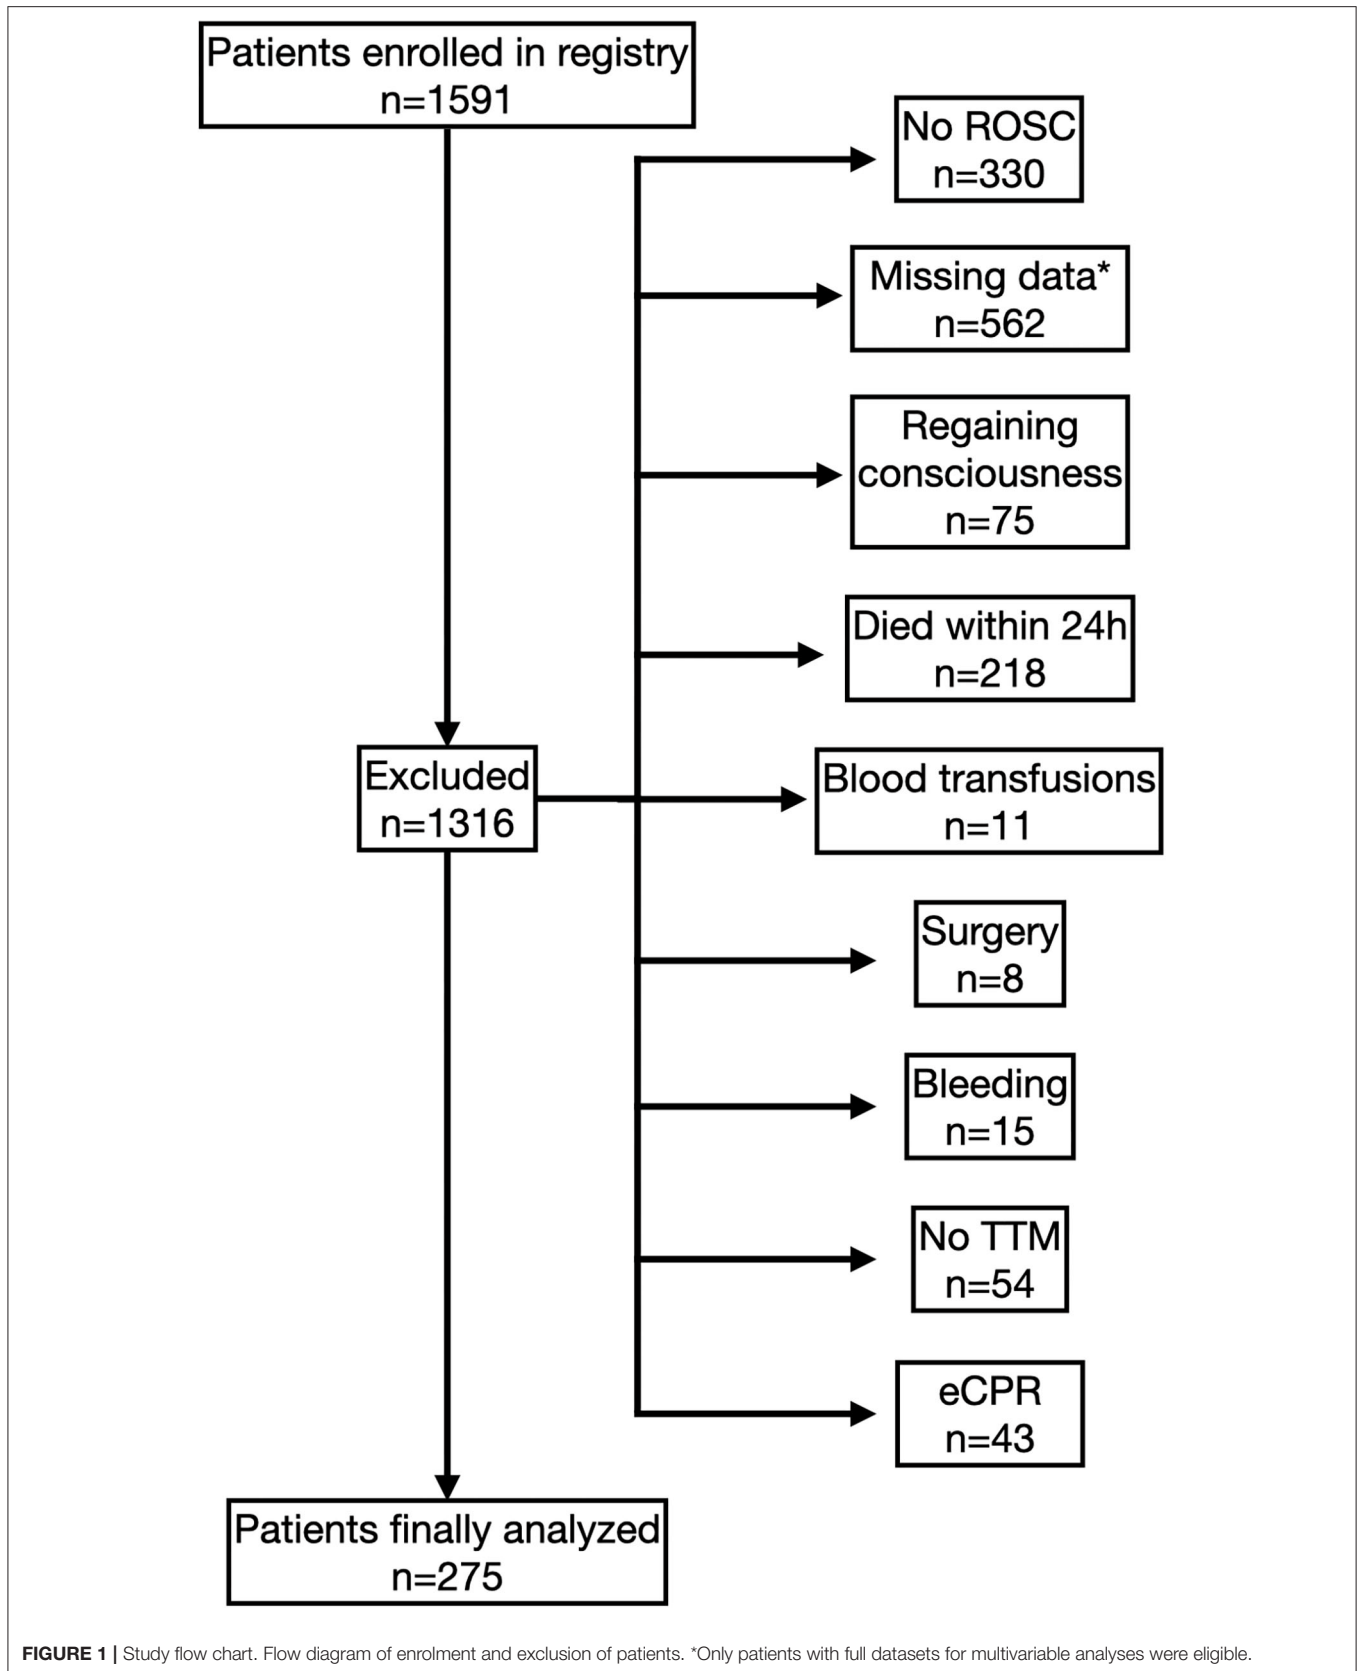 Patients enrolled in registry
n=1591
No ROSC
n=330
Missing data*
n=562
Regaining
consciousness
n=75
Died within 24h
n=218
Excluded
n=1316
Blood transfusions
n=11
Surgery
n=8
Bleeding
n=15
No TTM
n=54
eCPR
n=43
Patients finally analyzed
n=275
FIGURE 1 | Study flow chart. Flow diagram of enrolment and exclusion of patients. *Only patients with full datasets for multivariable analyses were eligible.